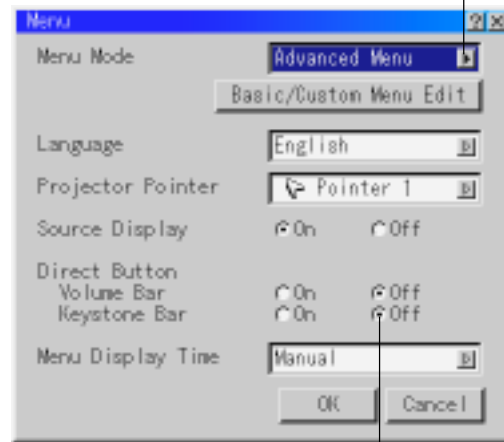 Menu
Menu Mode Advanced Menu
Basic/Custom Menu Edit
Language English
Projector Pointer Pointer 1
Source Display On Off
Direct Button
Volume Bar On Off
Keystone Bar On Off
Menu Display Time Manual
OK Cancel